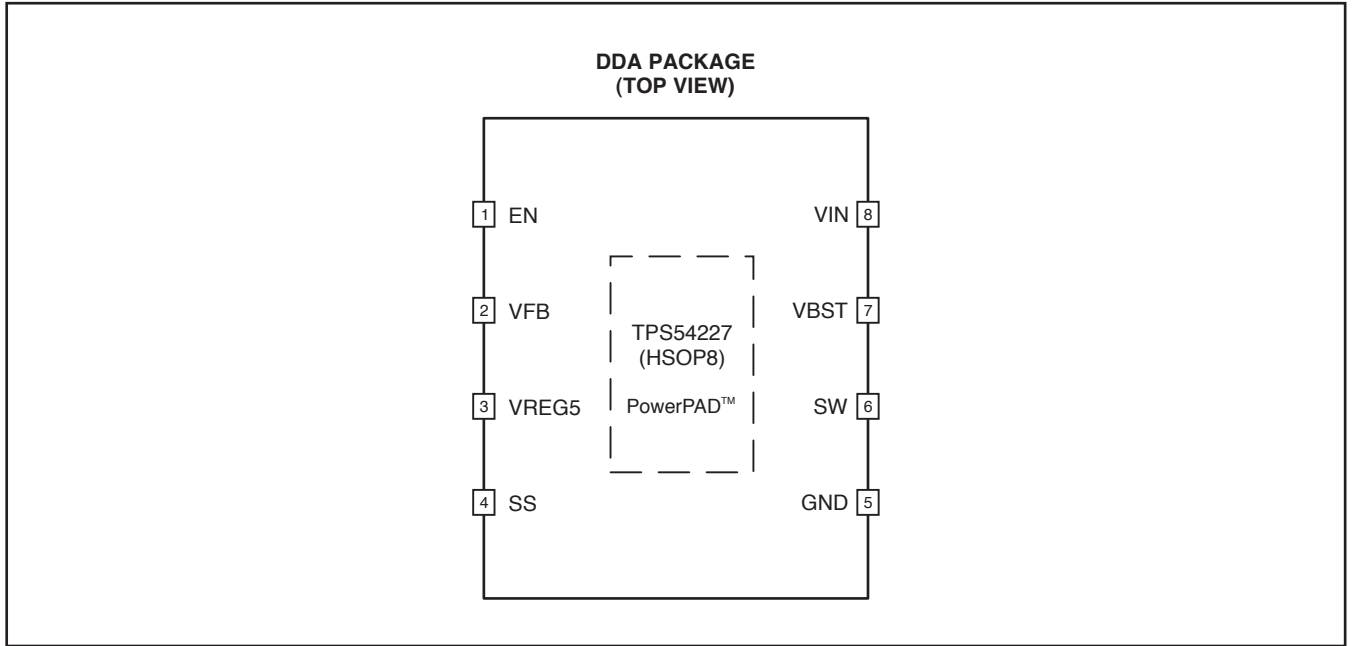 DDA PACKAGE
(TOP VIEW)
1 EN
VIN 8
2 VFB
VBST 7
TPS54227
(HSOP8)
3 VREG5
PowerPAD™
SW 6
4 SS
GND 5